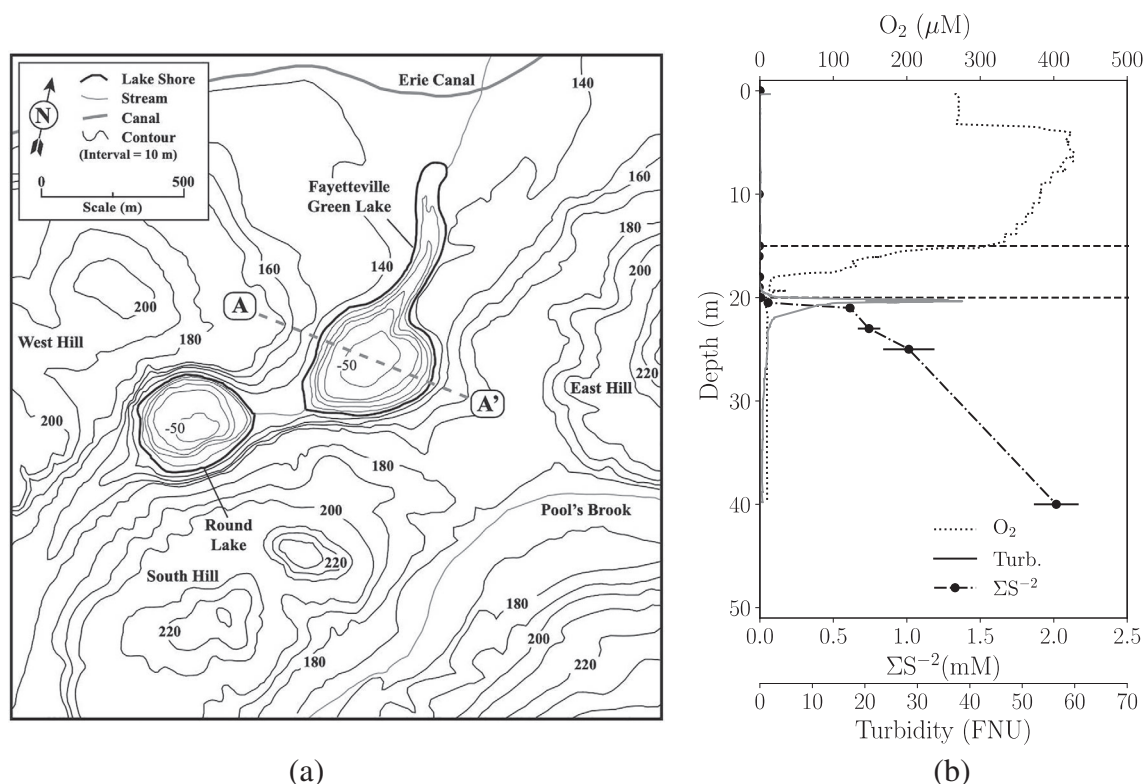 Lake Shore
Stream
Canal
Contour
(Interval = 10 m)
N
0 500
Scale (m)
Erie Canal
140
Fayetteville
Green Lake
160
180
200
220
160
140
A
200
180
West Hill
200
-50
A'
East Hill
-50
180
200
Round
Lake
220
Pool's Brook
South Hill
220
180
180
200
220
(a)
O₂ (μM)
0 100 200 300 400 500
Depth (m)
0
10
20
30
40
50
O₂
Turb.
ΣS⁻²
0.0 0.5 1.0 1.5 2.0 2.5
ΣS⁻²(mM)
0 10 20 30 40 50 60 70
Turbidity (FNU)
(b)